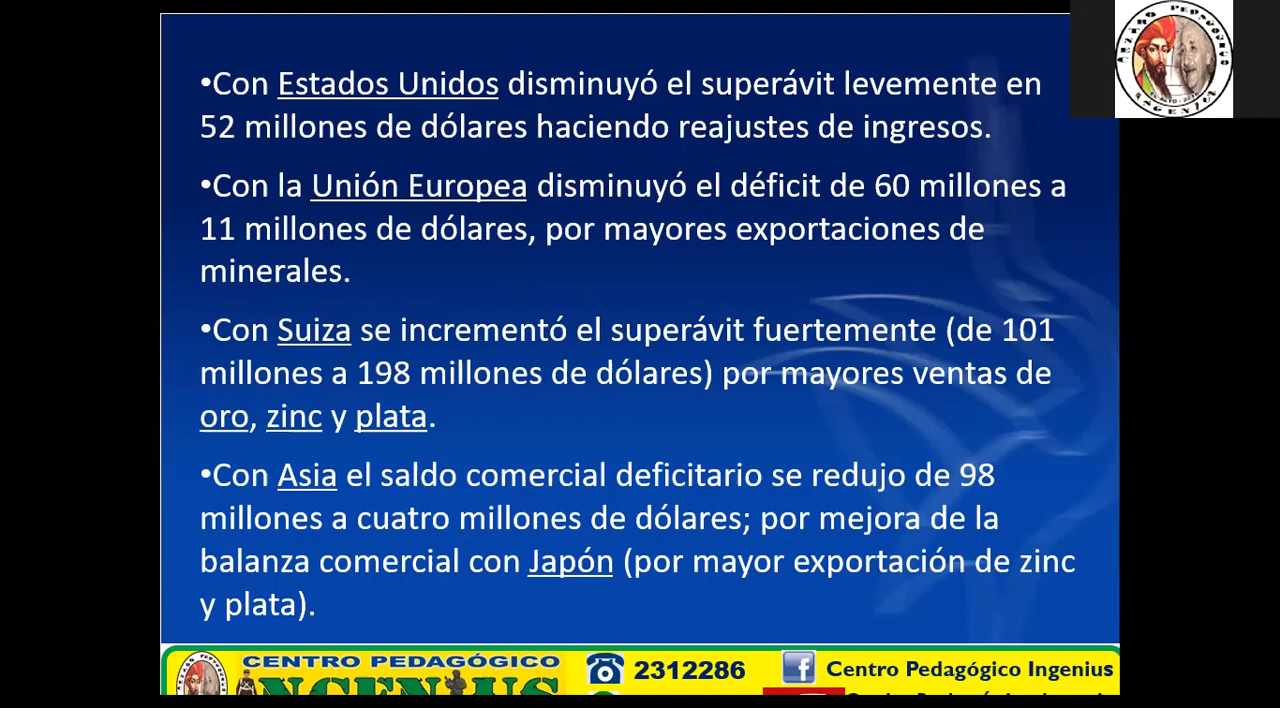 •Con Estados Unidos disminuyó el superávit levemente en
52 millones de dólares haciendo reajustes de ingresos.
•Con la Unión Europea disminuyó el déficit de 60 millones a
11 millones de dólares, por mayores exportaciones de
minerales.
•Con Suiza se incrementó el superávit fuertemente (de 101
millones a 198 millones de dólares) por mayores ventas de
oro, zinc y plata.
•Con Asia el saldo comercial deficitario se redujo de 98
millones a cuatro millones de dólares; por mejora de la
balanza comercial con Japón (por mayor exportación de zinc
y plata).
CENTRO PEDAGÓGICO
INGENIUS
2312286
Centro Pedagógico Ingenius